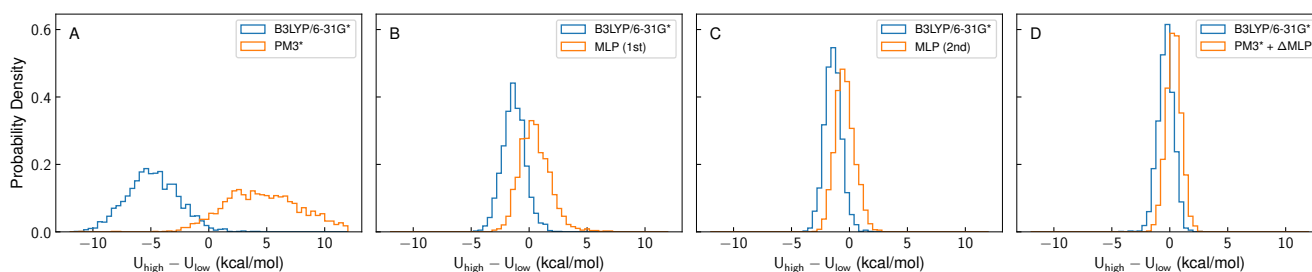 A
B3LYP/6-31G*
PM3*
B
B3LYP/6-31G*
MLP (1st)
C
B3LYP/6-31G*
MLP (2nd)
D
B3LYP/6-31G*
PM3* + ΔMLP
Probability Density
0.6
0.4
0.2
0.0
−10 −5 0 5 10
−10 −5 0 5 10
−10 −5 0 5 10
−10 −5 0 5 10
U_high − U_low (kcal/mol)
U_high − U_low (kcal/mol)
U_high − U_low (kcal/mol)
U_high − U_low (kcal/mol)